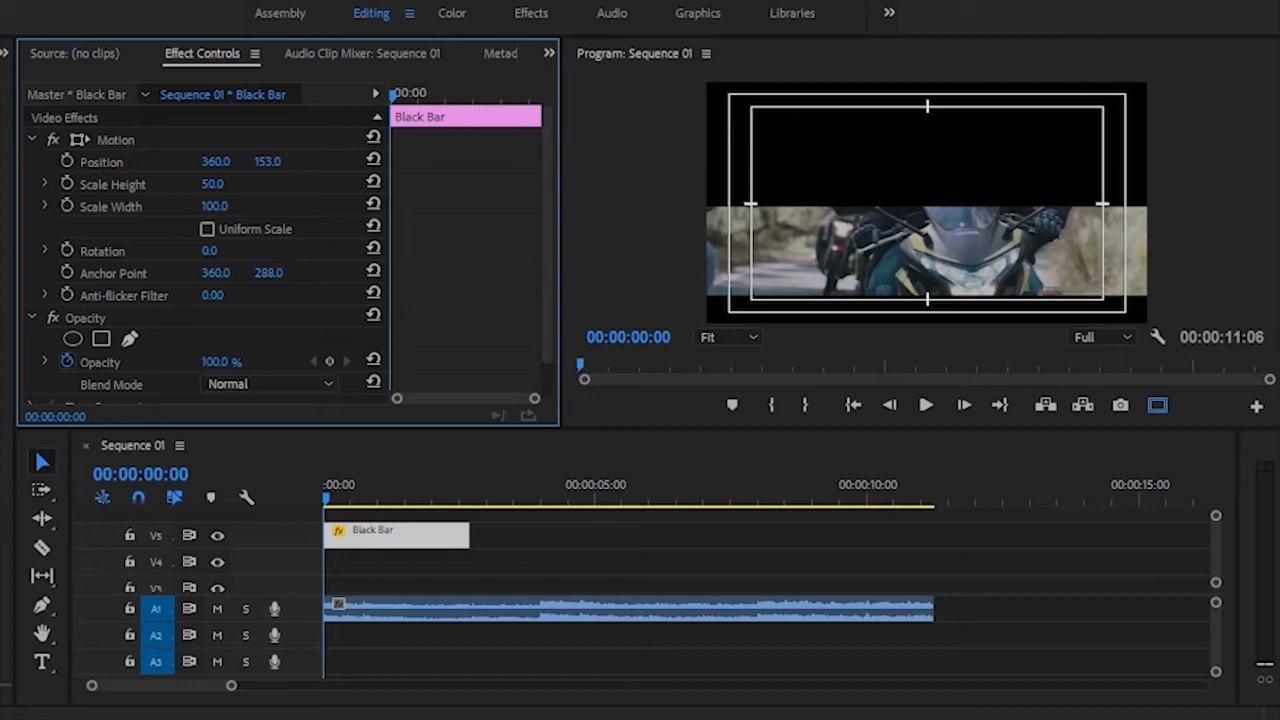 Assembly Editing Color Effects Audio Graphics Libraries
Source: (no clips) Effect Controls Audio Clip Mixer: Sequence 01 Metad
Program: Sequence 01
Master * Black Bar Sequence 01 * Black Bar
:00:00
Video Effects
Black Bar
fx Motion
Position 360.0 153.0
Scale Height 50.0
Scale Width 100.0
Uniform Scale
Rotation 0.0
Anchor Point 360.0 288.0
Anti-flicker Filter 0.00
fx Opacity
Opacity 100.0 %
Blend Mode Normal
00:00:00:00
00:00:00:00 Fit Full 00:00:11:06
Sequence 01
00:00:00:00
:00:00 00:00:05:00 00:00:10:00 00:00:15:00
V5 fx Black Bar
V4
V3
A1 M S fx
A2 M S
A3 M S
T